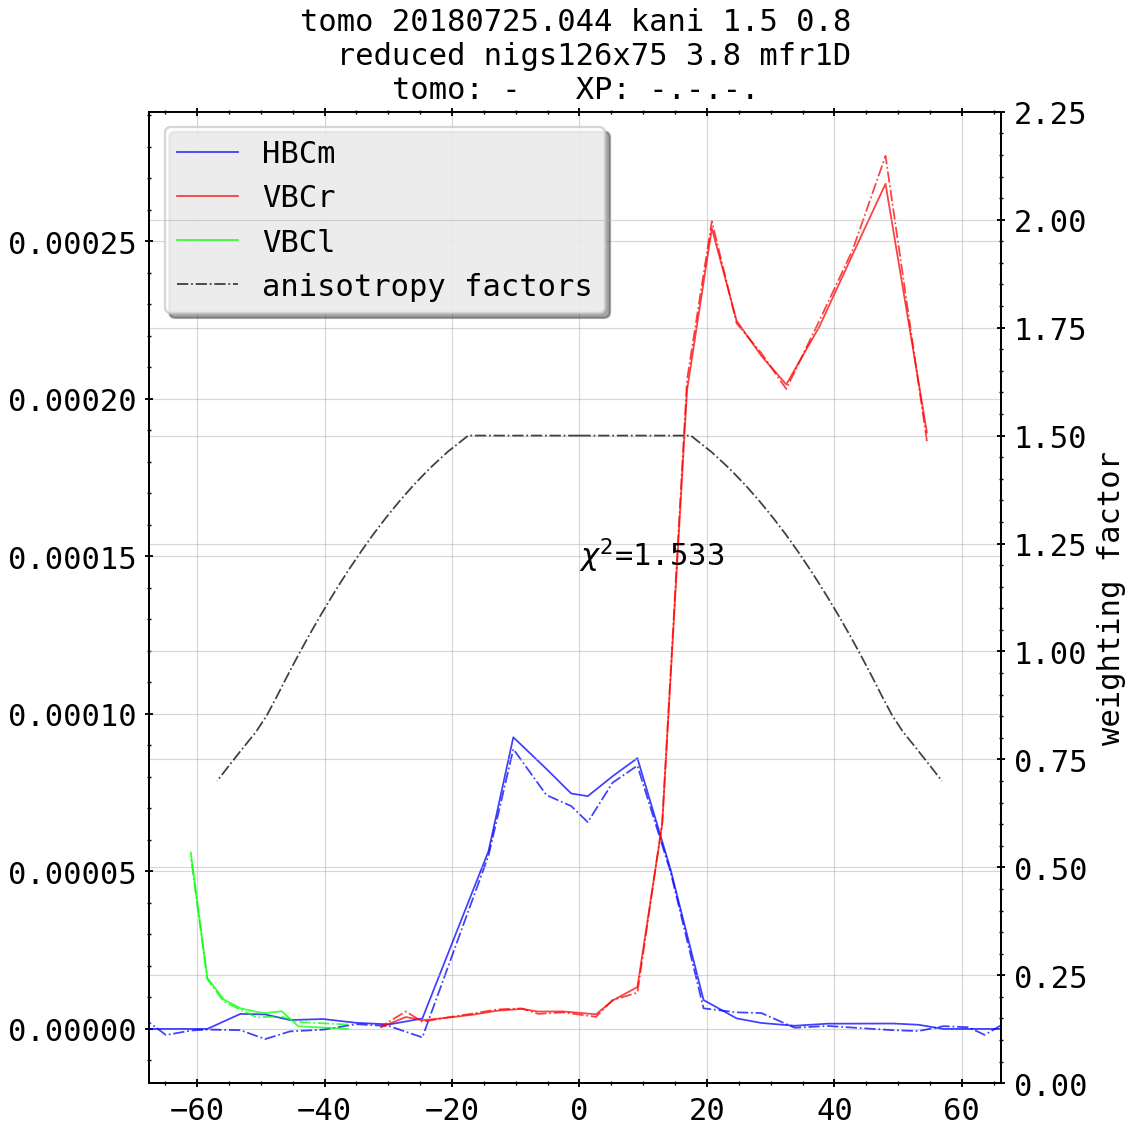 tomo 20180725.044 kani 1.5 0.8
reduced nigs126x75 3.8 mfr1D
tomo: -   XP: -.-.-.
HBCm
VBCr
VBCl
anisotropy factors
χ²=1.533
0.00025
0.00020
0.00015
0.00010
0.00005
0.00000
2.25
2.00
1.75
1.50
1.25
1.00
0.75
0.50
0.25
0.00
weighting factor
−60 −40 −20 0 20 40 60